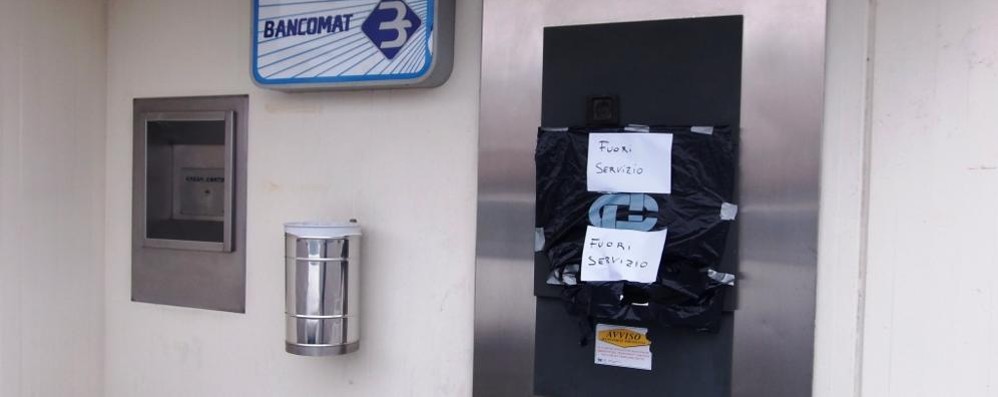 BANCOMAT
FUORI
SERVIZIO
FUORI
SERVIZIO
AVVISO